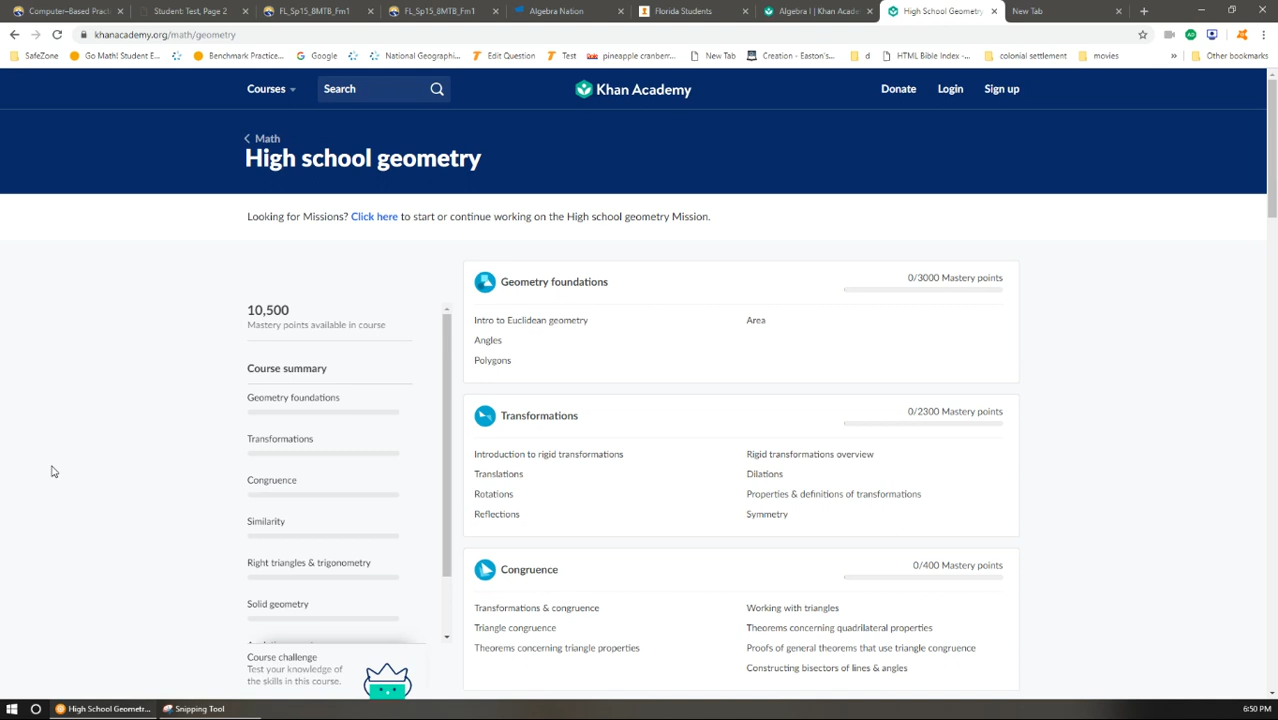 Computer-Based Practi
Student: Test, Page 2
FL_Sp15_8MTB_Fm1
FL_Sp15_8MTB_Fm1
Algebra Nation
Florida Students
Algebra I | Khan Acade
High School Geometry
New Tab
khanacademy.org/math/geometry
SafeZone
Go Math! Student E...
Benchmark Practice...
Google
National Geographi...
Edit Question
Test
pineapple cranberr...
New Tab
Creation - Easton's...
d
HTML Bible Index -...
colonial settlement
movies
»
Other bookmarks
Courses
Search
Khan Academy
Donate
Login
Sign up
Math
High school geometry
Looking for Missions? Click here to start or continue working on the High school geometry Mission.
10,500
Mastery points available in course
Course summary
Geometry foundations
Transformations
Congruence
Similarity
Right triangles & trigonometry
Solid geometry
Course challenge
Test your knowledge of
the skills in this course.
Geometry foundations
0/3000 Mastery points
Intro to Euclidean geometry
Area
Angles
Polygons
Transformations
0/2300 Mastery points
Introduction to rigid transformations
Rigid transformations overview
Translations
Dilations
Rotations
Properties & definitions of transformations
Reflections
Symmetry
Congruence
0/400 Mastery points
Transformations & congruence
Working with triangles
Triangle congruence
Theorems concerning quadrilateral properties
Theorems concerning triangle properties
Proofs of general theorems that use triangle congruence
Constructing bisectors of lines & angles
High School Geometr...
Snipping Tool
6:50 PM